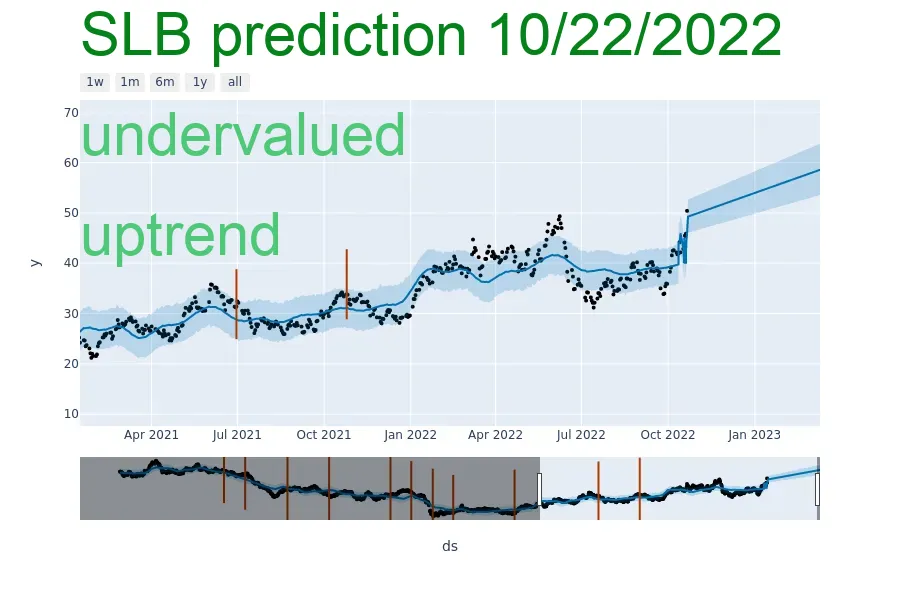 SLB prediction 10/22/2022
1w 1m 6m 1y all
70
undervalued
60
50
uptrend
y
40
30
20
10
Apr 2021 Jul 2021 Oct 2021 Jan 2022 Apr 2022 Jul 2022 Oct 2022 Jan 2023
ds